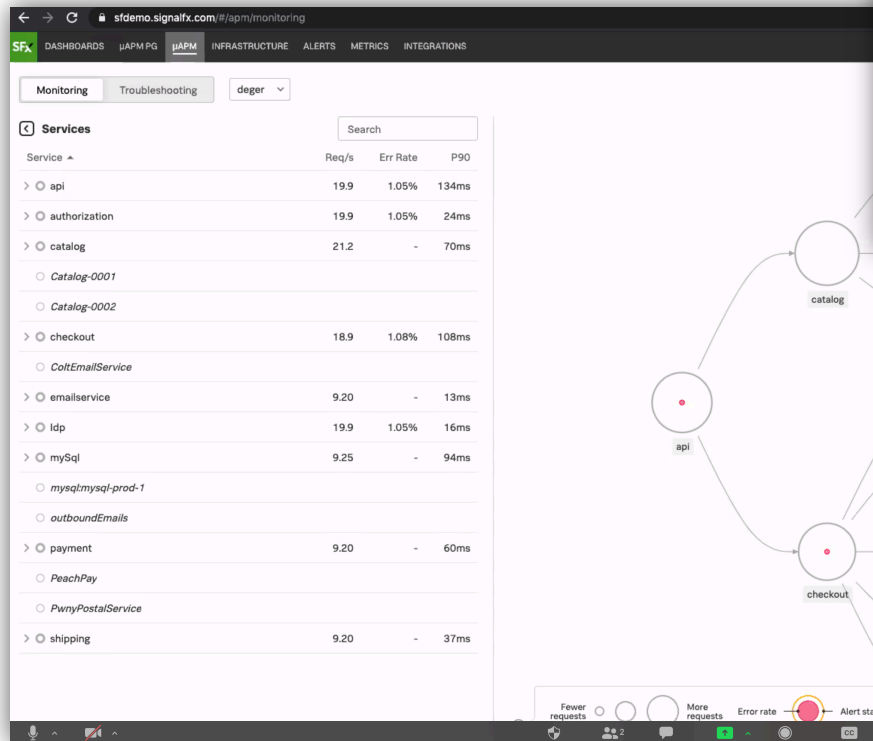 sfdemo.signalfx.com/#/apm/monitoring
SFx DASHBOARDS µAPM PG µAPM INFRASTRUCTURE ALERTS METRICS INTEGRATIONS
Monitoring Troubleshooting deger
Services Search
Service Req/s Err Rate P90
api 19.9 1.05% 134ms
authorization 19.9 1.05% 24ms
catalog 21.2 - 70ms
Catalog-0001
Catalog-0002
checkout 18.9 1.08% 108ms
ColtEmailService
emailservice 9.20 - 13ms
ldp 19.9 1.05% 16ms
mySql 9.25 - 94ms
mysql:mysql-prod-1
outboundEmails
payment 9.20 - 60ms
PeachPay
PwnyPostalService
shipping 9.20 - 37ms
catalog
api
checkout
Fewer requests
More requests
Error rate
Alert sta
2
CC